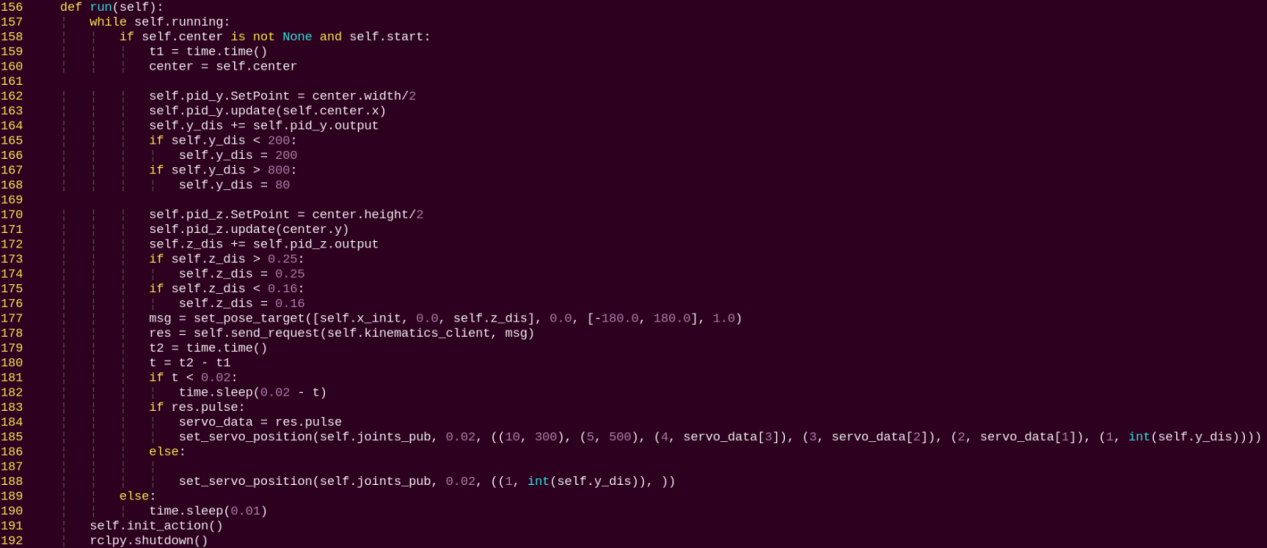 156     def run(self):
157         while self.running:
158             if self.center is not None and self.start:
159                 t1 = time.time()
160                 center = self.center
161
162                 self.pid_y.SetPoint = center.width/2
163                 self.pid_y.update(self.center.x)
164                 self.y_dis += self.pid_y.output
165                 if self.y_dis < 200:
166                     self.y_dis = 200
167                 if self.y_dis > 800:
168                     self.y_dis = 80
169
170                 self.pid_z.SetPoint = center.height/2
171                 self.pid_z.update(center.y)
172                 self.z_dis += self.pid_z.output
173                 if self.z_dis > 0.25:
174                     self.z_dis = 0.25
175                 if self.z_dis < 0.16:
176                     self.z_dis = 0.16
177                 msg = set_pose_target([self.x_init, 0.0, self.z_dis], 0.0, [-180.0, 180.0], 1.0)
178                 res = self.send_request(self.kinematics_client, msg)
179                 t2 = time.time()
180                 t = t2 - t1
181                 if t < 0.02:
182                     time.sleep(0.02 - t)
183                 if res.pulse:
184                     servo_data = res.pulse
185                     set_servo_position(self.joints_pub, 0.02, ((10, 300), (5, 500), (4, servo_data[3]), (3, servo_data[2]), (2, servo_data[1]), (1, int(self.y_dis))))
186                 else:
187
188                     set_servo_position(self.joints_pub, 0.02, ((1, int(self.y_dis)), ))
189             else:
190                 time.sleep(0.01)
191         self.init_action()
192         rclpy.shutdown()